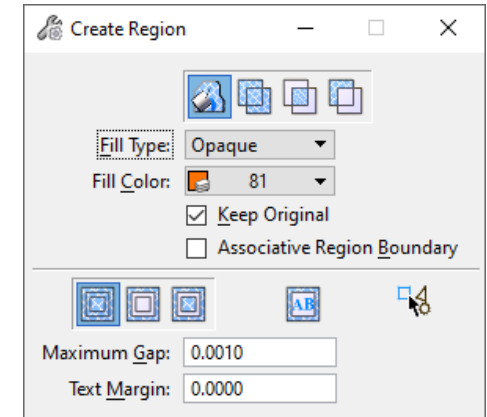 Create Region
Fill Type: Opaque
Fill Color: 81
Keep Original
Associative Region Boundary
AB
Maximum Gap: 0.0010
Text Margin: 0.0000